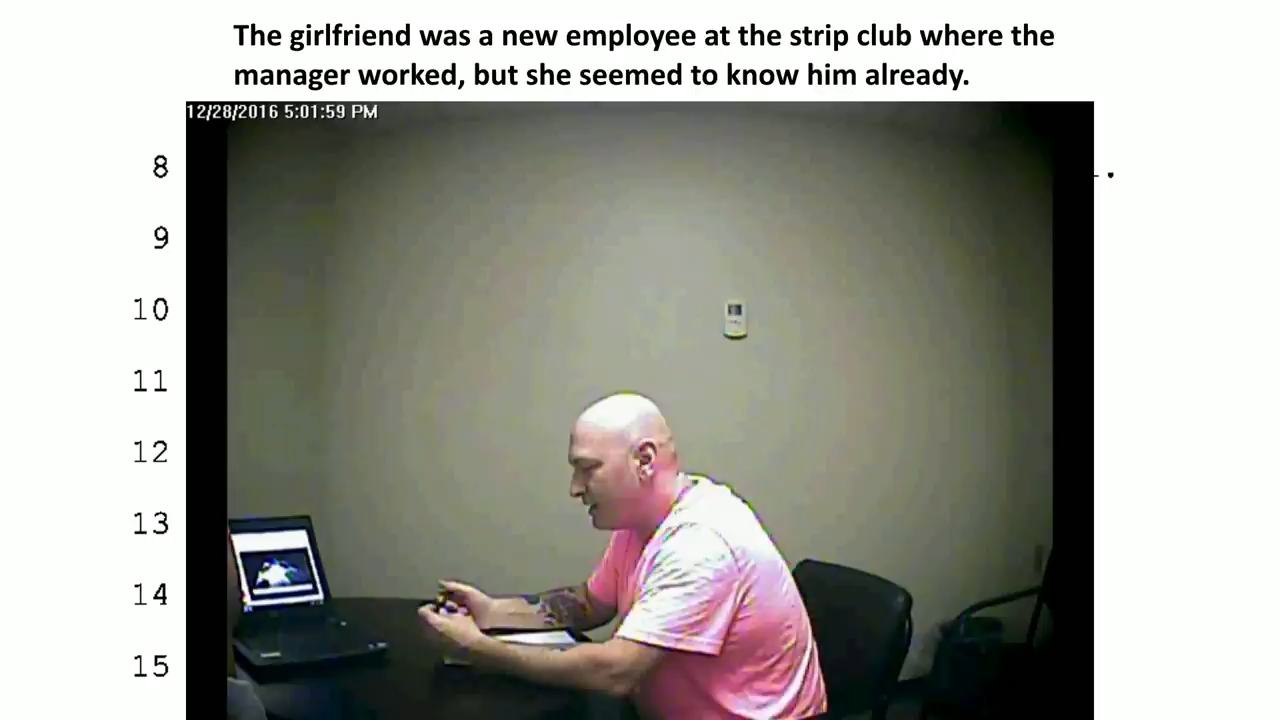 The girlfriend was a new employee at the strip club where the
manager worked, but she seemed to know him already.
12/28/2016 5:01:59 PM
8
9
10
11
12
13
14
15